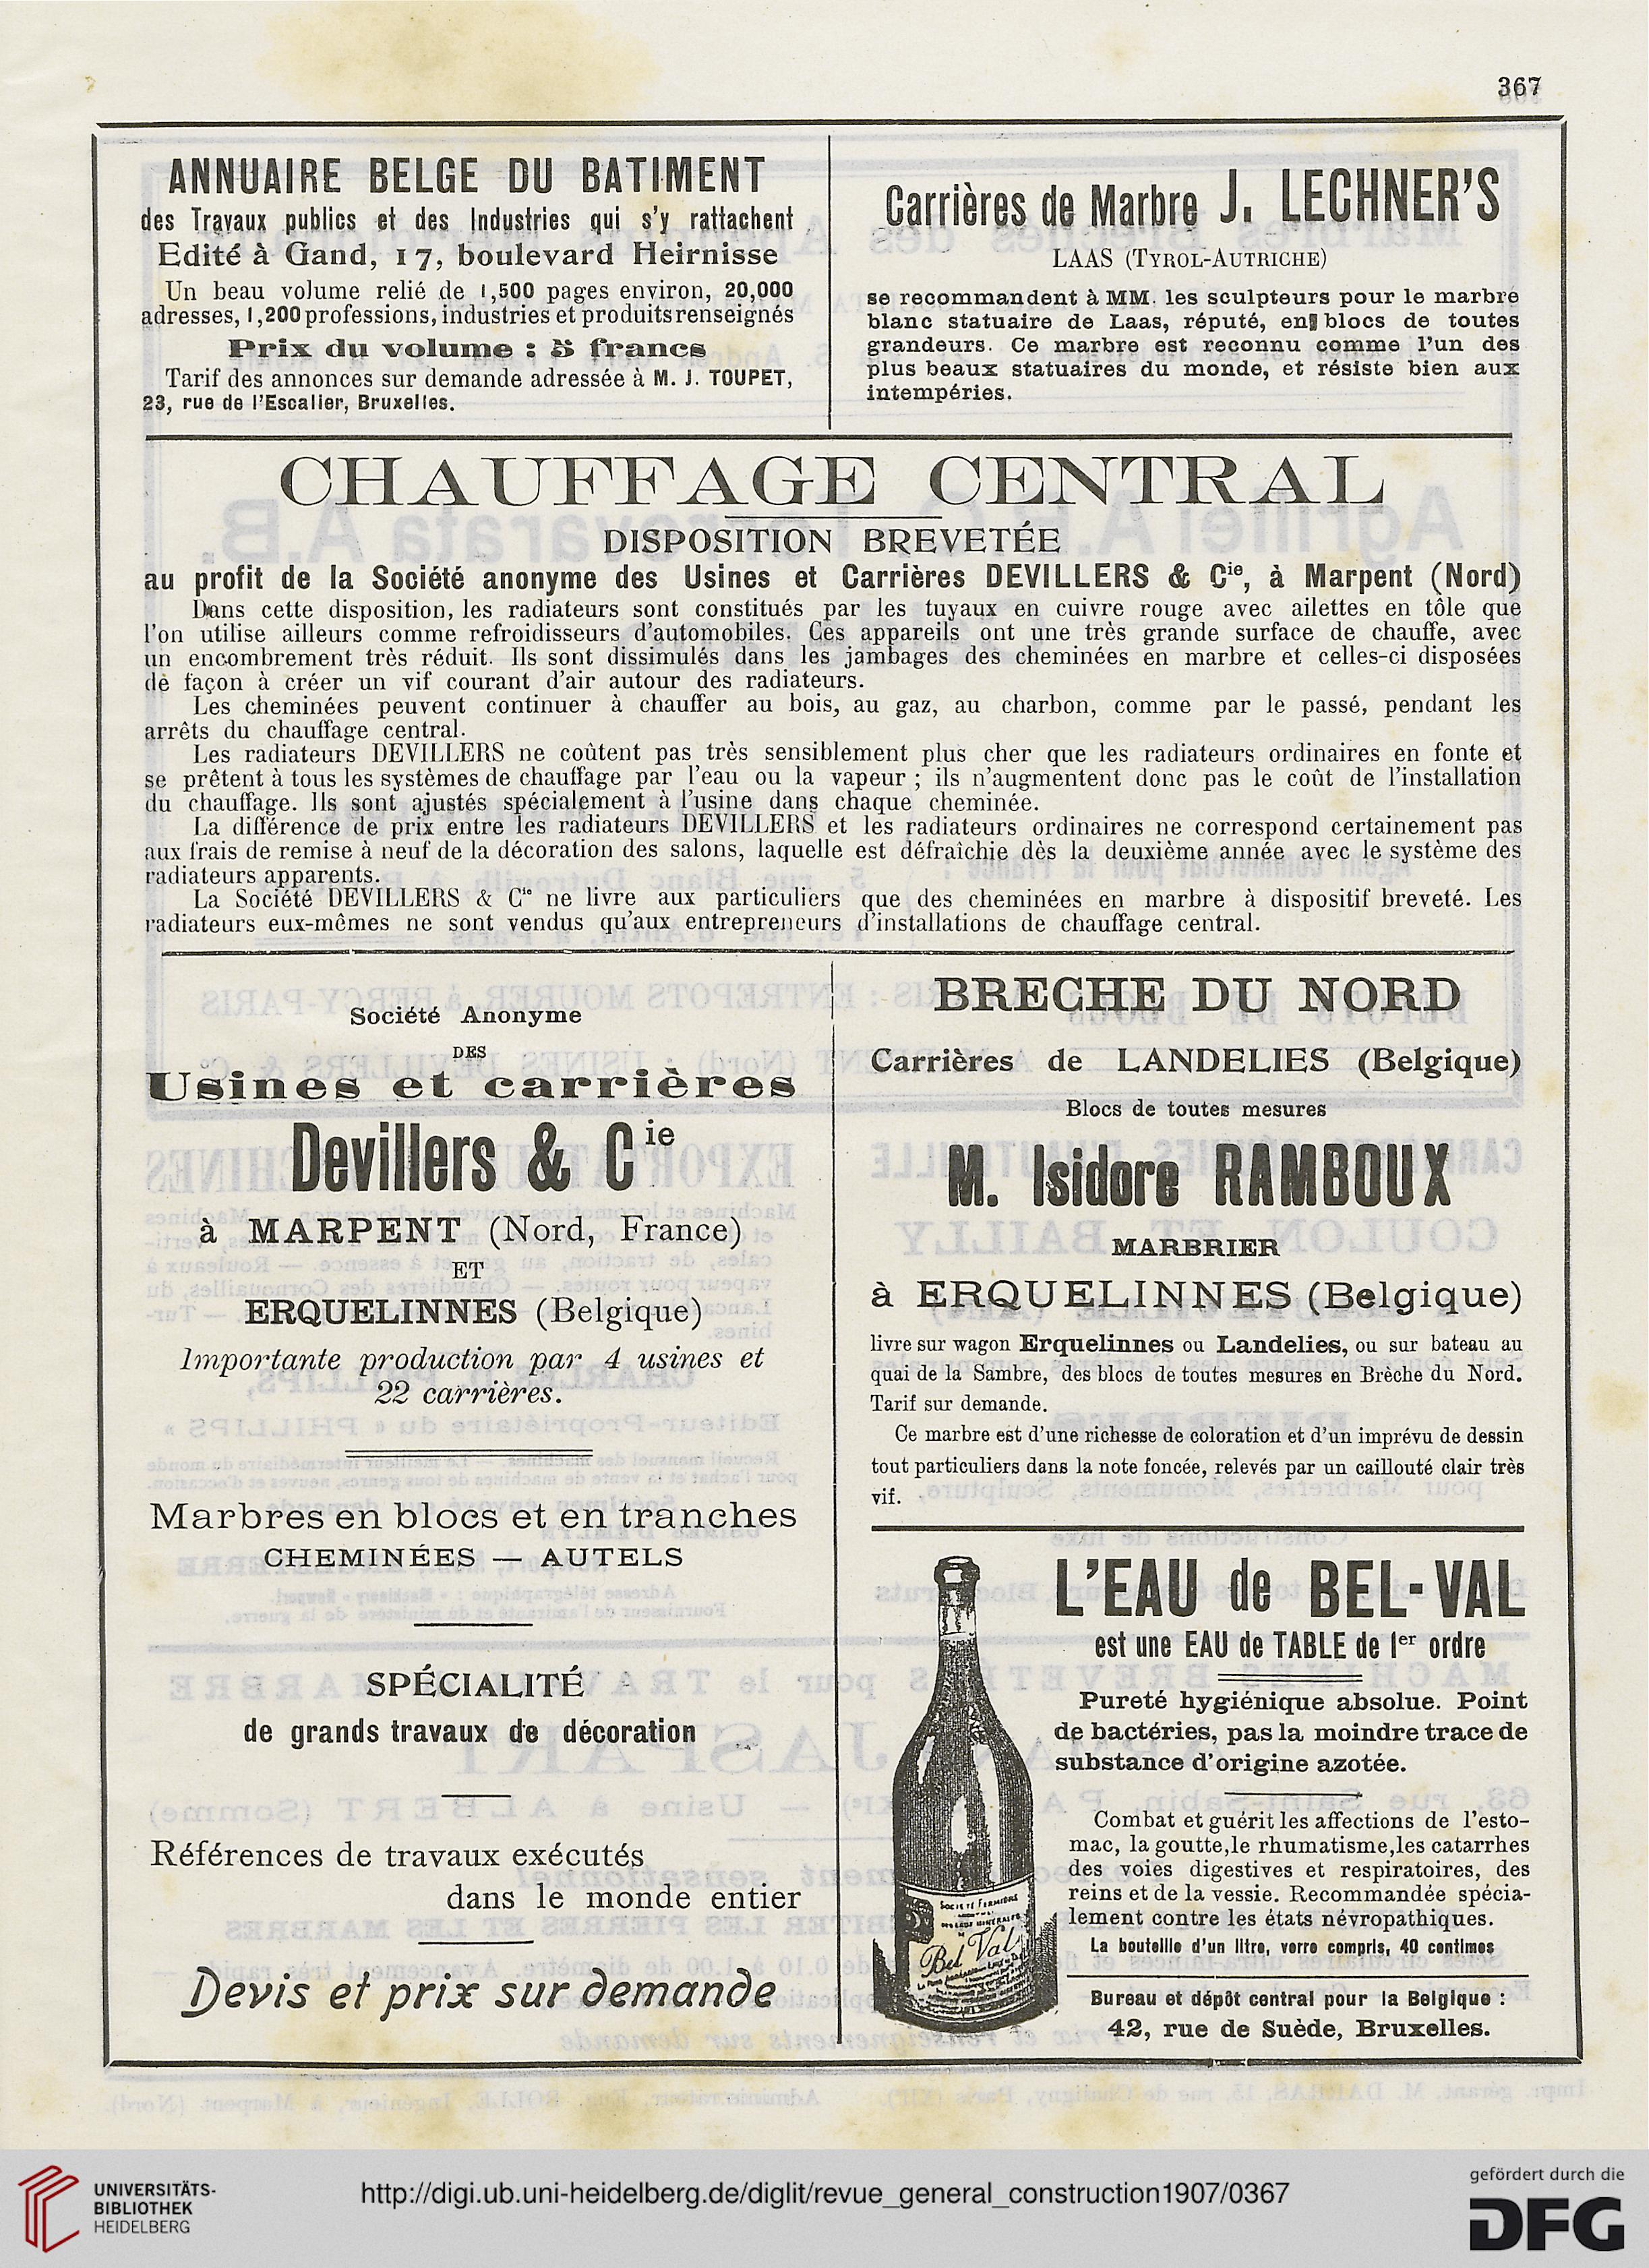 367
ANNUAIRE BELGE DU BATIMENT
des Travaux publics et des Industries qui s'y rattachent
Edité à Gand, 17, boulevard Heirnisse
Un beau volume relié de 1,500 pages environ, 20,000
adresses, 1,200 professions, industries et produits renseignés
Prix du volume : 5 francs
Tarif des annonces sur demande adressée à M. J. TOUPET,
23, rue de l'Escalier, Bruxelles.
Carrières de Marbre J. LECHNER'S
LAAS (TYROL-AUTRICHE)
se recommandent à MM. les sculpteurs pour le marbre
blanc statuaire de Laas, réputé, en blocs de toutes
grandeurs. Ce marbre est reconnu comme l'un des
plus beaux statuaires du monde, et résiste bien aux
intempéries.
CHAUFFAGE CENTRAL
DISPOSITION BREVETÉE
au profit de la Société anonyme des Usines et Carrières DEVILLERS & Cie, à Marpent (Nord)
Dans cette disposition, les radiateurs sont constitués par les tuyaux en cuivre rouge avec ailettes en tôle que
l'on utilise ailleurs comme refroidisseurs d'automobiles. Ces appareils ont une très grande surface de chauffe, avec
un encombrement très réduit. Ils sont dissimulés dans les jambages des cheminées en marbre et celles-ci disposées
de façon à créer un vif courant d'air autour des radiateurs.
Les cheminées peuvent continuer à chauffer au bois, au gaz, au charbon, comme par le passé, pendant les
arrêts du chauffage central.
Les radiateurs DEVILLERS ne coûtent pas très sensiblement plus cher que les radiateurs ordinaires en fonte et
se prêtent à tous les systèmes de chauffage par l'eau ou la vapeur ; ils n'augmentent donc pas le coût de l'installation
du chauffage. Ils sont ajustés spécialement à l'usine dans chaque cheminée.
La différence de prix entre les radiateurs DEVILLERS et les radiateurs ordinaires ne correspond certainement pas
aux frais de remise à neuf de la décoration des salons, laquelle est défraîchie dès la deuxième année avec le système des
radiateurs apparents.
La Société DEVILLERS & Cie ne livre aux particuliers que des cheminées en marbre à dispositif breveté. Les
radiateurs eux-mêmes ne sont vendus qu'aux entrepreneurs d'installations de chauffage central.
Société Anonyme
DES
Usines et carrières
Devillers & Cie
à MARPENT (Nord, France)
ET
ERQUELINNES (Belgique)
Importante production par 4 usines et
22 carrières.
Marbres en blocs et en tranches
CHEMINÉES — AUTELS
SPÉCIALITÉ
de grands travaux de décoration
Références de travaux exécutés
dans le monde entier
Devis et prix sur demande
BRECHE DU NORD
Carrières de LANDELIES (Belgique)
Blocs de toutes mesures
M. Isidore RAMBOUX
MARBRIER
à ERQUELINNES (Belgique)
livre sur wagon Erquelinnes ou Landelies, ou sur bateau au
quai de la Sambre, des blocs de toutes mesures en Brèche du Nord.
Tarif sur demande.
Ce marbre est d'une richesse de coloration et d'un imprévu de dessin
tout particuliers dans la note foncée, relevés par un caillouté clair très
vif.
L'EAU de BEL-VAL
est une EAU de TABLE de 1er ordre
Pureté hygiénique absolue. Point
de bactéries, pas la moindre trace de
substance d'origine azotée.
Combat et guérit les affections de l'esto-
mac, la goutte, le rhumatisme, les catarrhes
des voies digestives et respiratoires, des
reins et de la vessie. Recommandée spécia-
lement contre les états névropathiques.
La bouteille d'un litre, verre compris, 40 centimes
Bureau et dépôt central pour la Belgique :
42, rue de Suède, Bruxelles.
SOCIÉTÉ FERMIÈRE
DES EAUX MINÉRALES
Bel Val
UNIVERSITÄTS-
BIBLIOTHEK
HEIDELBERG
http://digi.ub.uni-heidelberg.de/diglit/revue_general_construction1907/0367
gefördert durch die
DFG